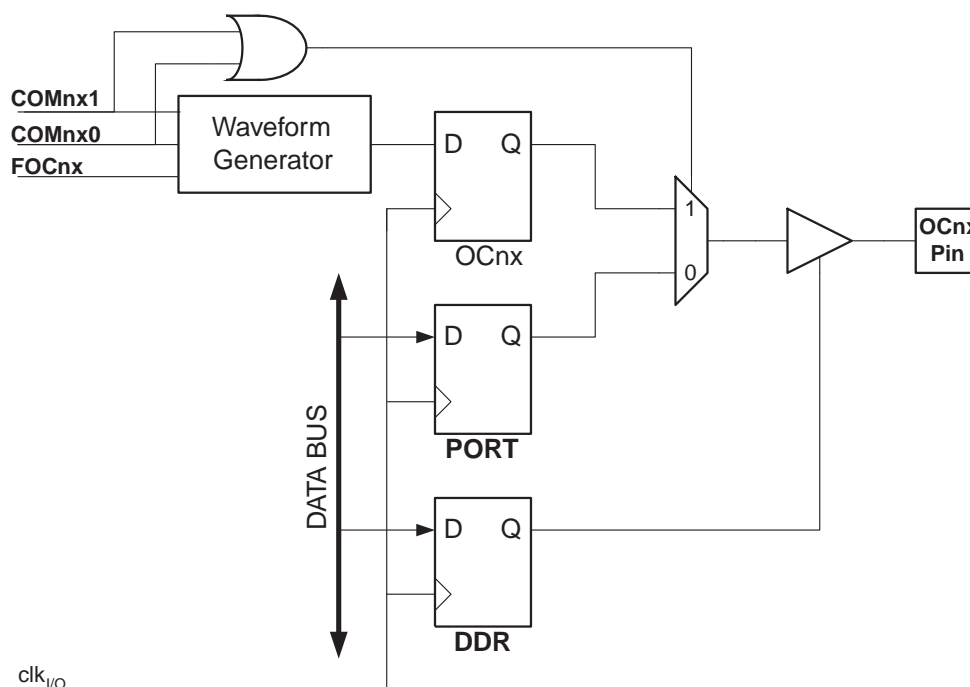 COMnx1
COMnx0
FOCnx
Waveform
Generator
D Q
OCnx
1
0
OCnx
Pin
D Q
PORT
DATA BUS
D Q
DDR
clkI/O